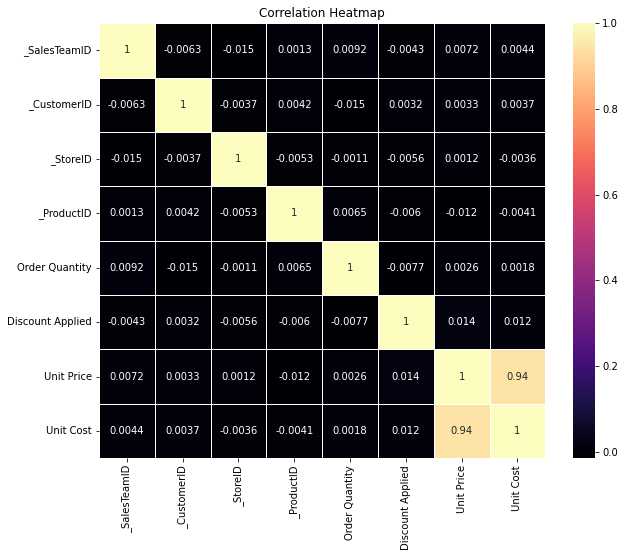 Correlation Heatmap
_SalesTeamID 1 -0.0063 -0.015 0.0013 0.0092 -0.0043 0.0072 0.0044
_CustomerID -0.0063 1 -0.0037 0.0042 -0.015 0.0032 0.0033 0.0037
_StoreID -0.015 -0.0037 1 -0.0053 -0.0011 -0.0056 0.0012 -0.0036
_ProductID 0.0013 0.0042 -0.0053 1 0.0065 -0.006 -0.012 -0.0041
Order Quantity 0.0092 -0.015 -0.0011 0.0065 1 -0.0077 0.0026 0.0018
Discount Applied -0.0043 0.0032 -0.0056 -0.006 -0.0077 1 0.014 0.012
Unit Price 0.0072 0.0033 0.0012 -0.012 0.0026 0.014 1 0.94
Unit Cost 0.0044 0.0037 -0.0036 -0.0041 0.0018 0.012 0.94 1
_SalesTeamID
_CustomerID
_StoreID
_ProductID
Order Quantity
Discount Applied
Unit Price
Unit Cost
1.0
0.8
0.6
0.4
0.2
0.0